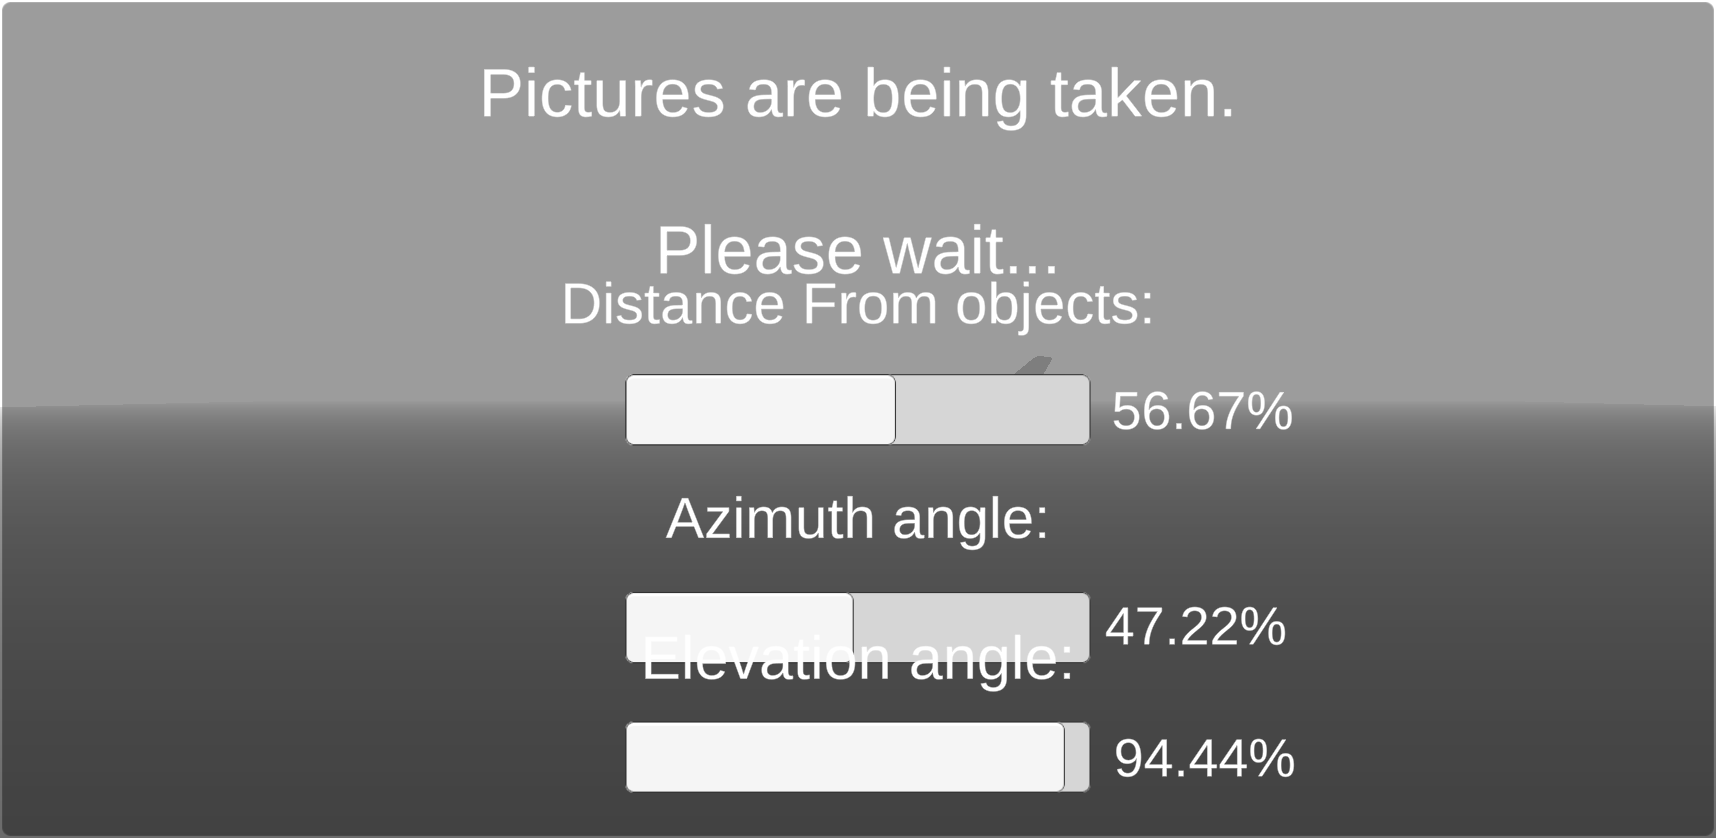 Pictures are being taken.
Please wait...
Distance From objects:
56.67%
Azimuth angle:
47.22%
Elevation angle:
94.44%